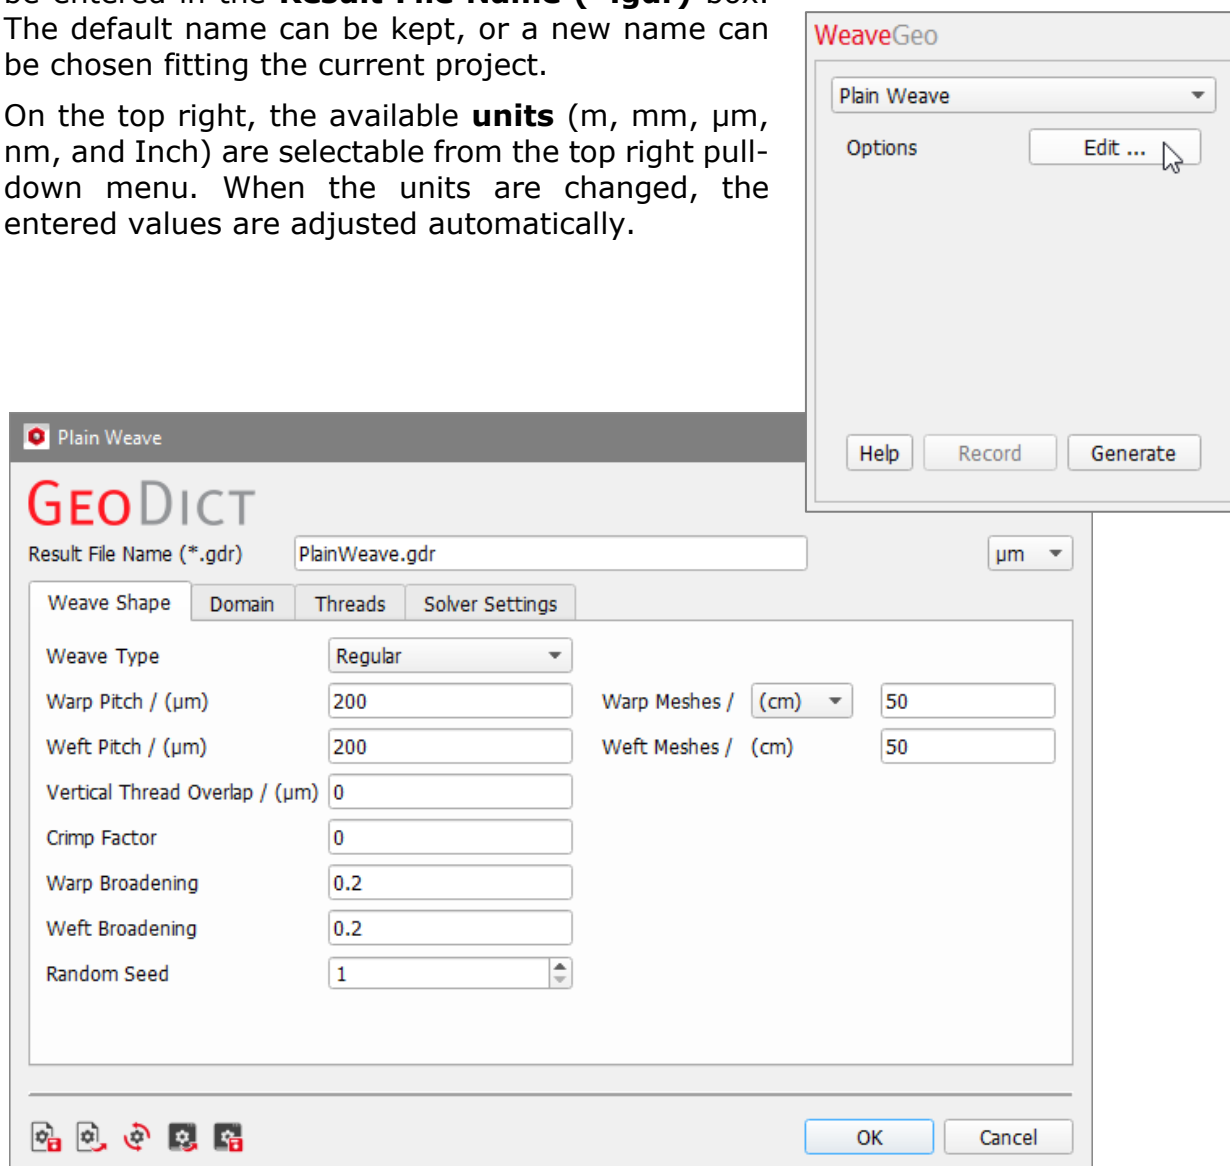 be entered in the Result File Name (*.gdr) box.
The default name can be kept, or a new name can
be chosen fitting the current project.
On the top right, the available units (m, mm, µm,
nm, and Inch) are selectable from the top right pull-
down menu. When the units are changed, the
entered values are adjusted automatically.
WeaveGeo
Plain Weave
Options Edit ...
Help Record Generate
Plain Weave
GEODICT
Result File Name (*.gdr) PlainWeave.gdr µm
Weave Shape Domain Threads Solver Settings
Weave Type Regular
Warp Pitch / (µm) 200 Warp Meshes / (cm) 50
Weft Pitch / (µm) 200 Weft Meshes / (cm) 50
Vertical Thread Overlap / (µm) 0
Crimp Factor 0
Warp Broadening 0.2
Weft Broadening 0.2
Random Seed 1
OK Cancel